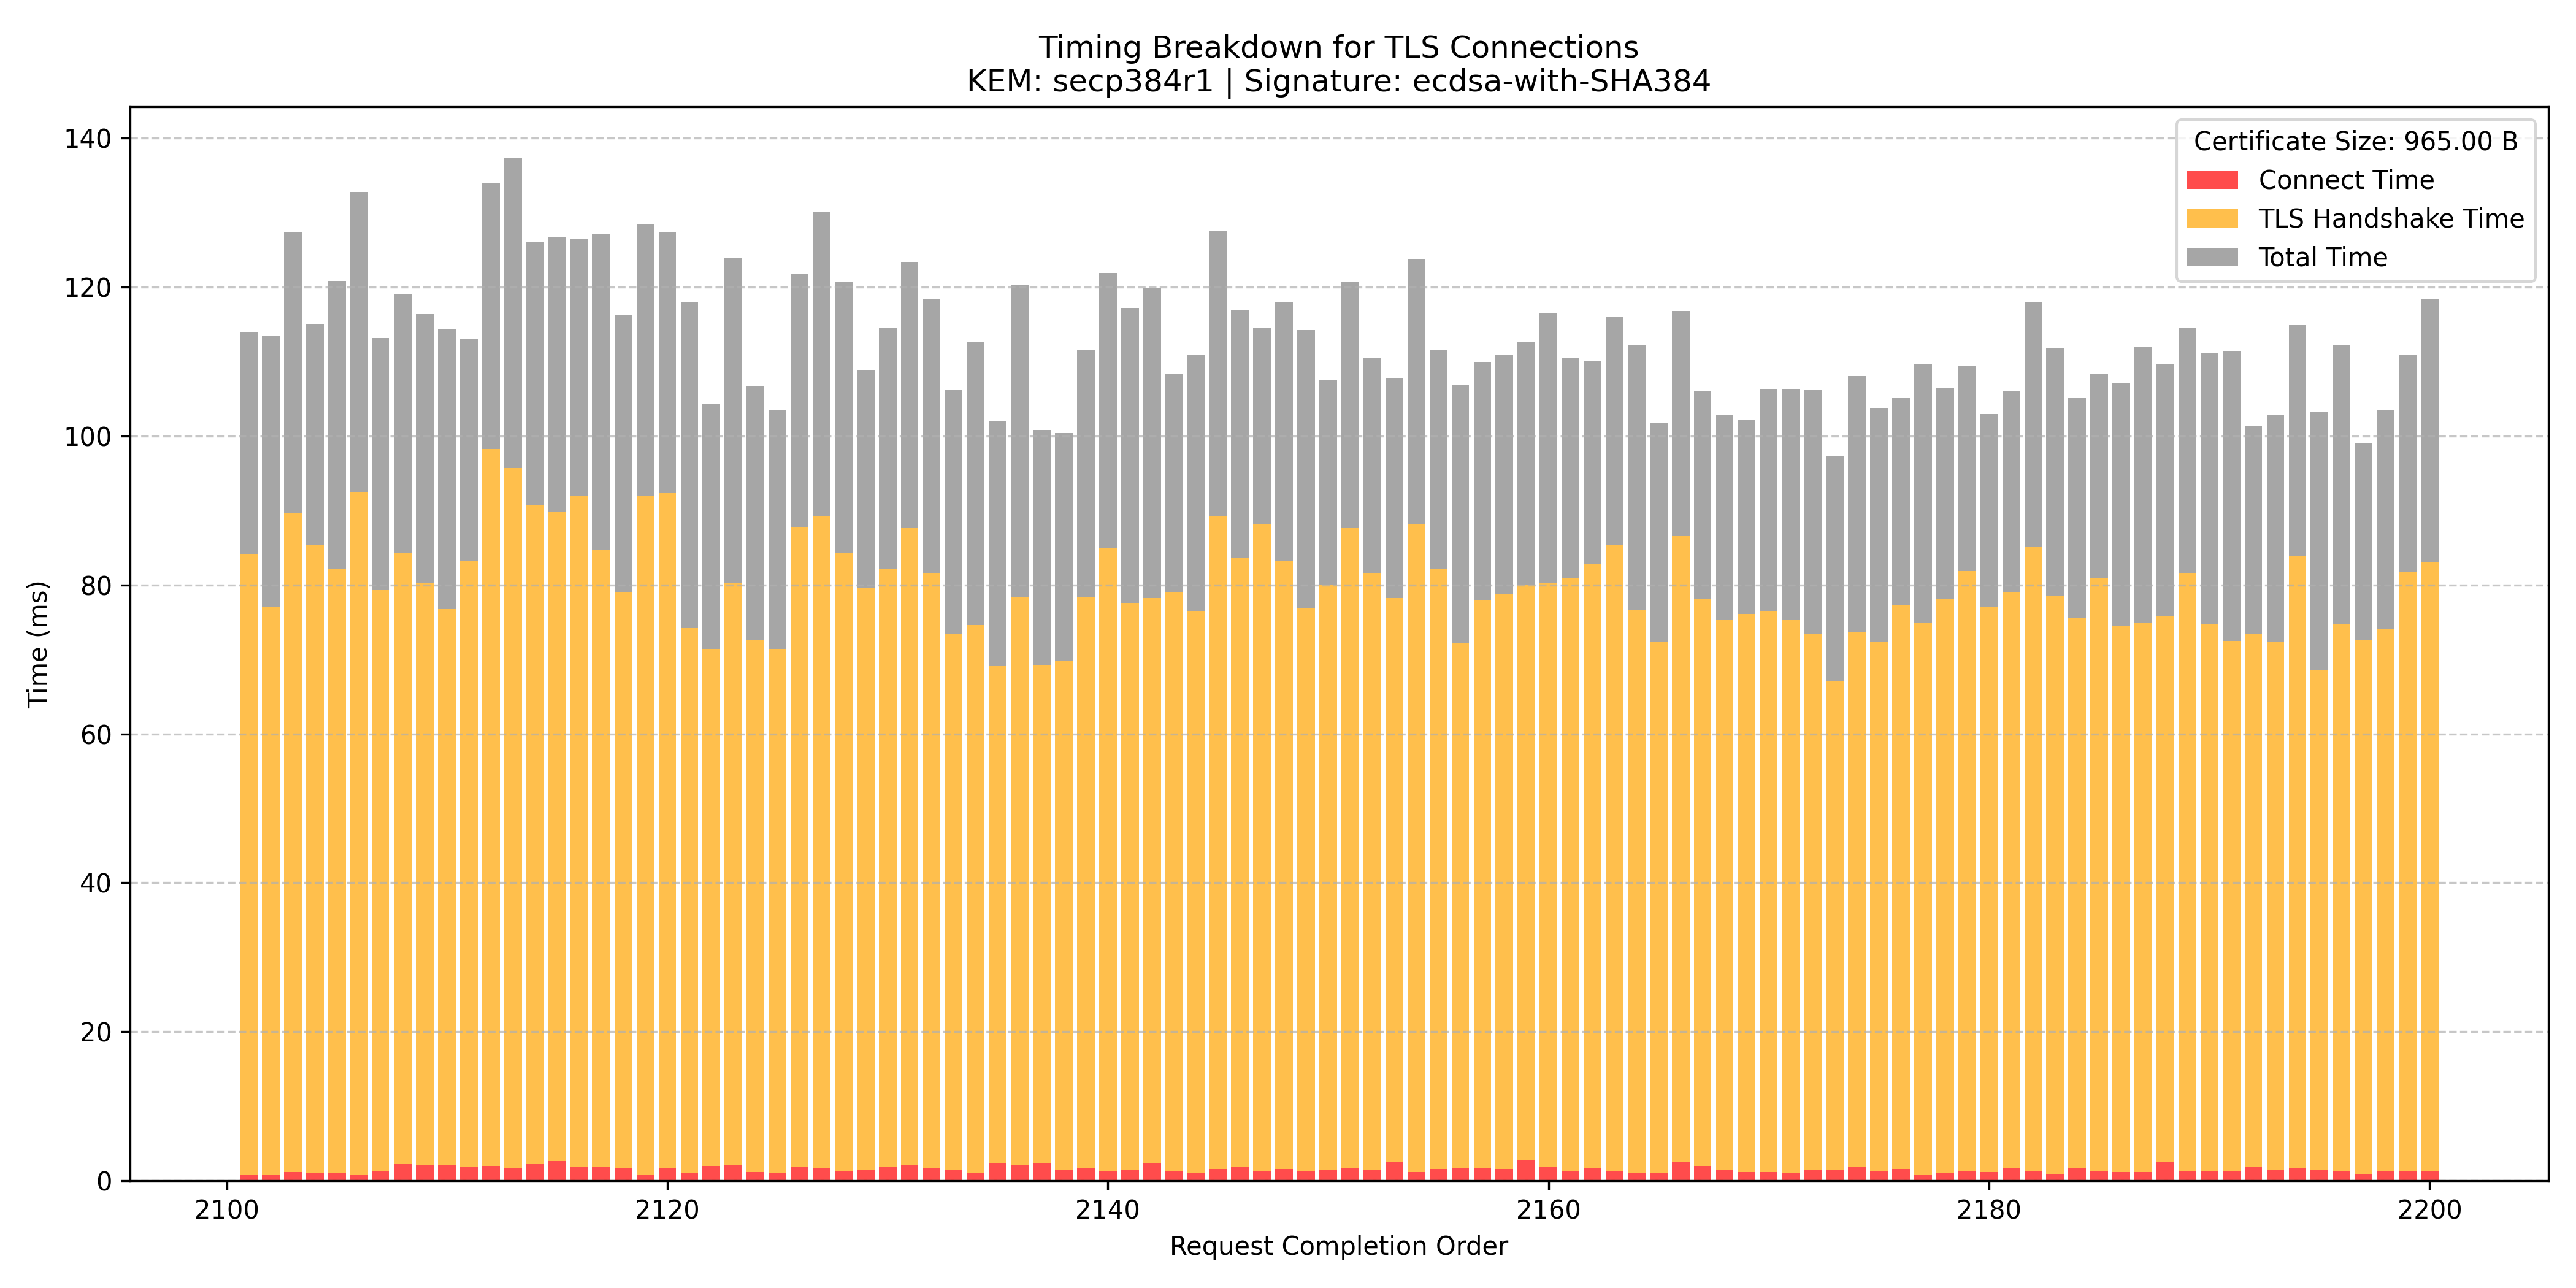 Timing Breakdown for TLS Connections
KEM: secp384r1 | Signature: ecdsa-with-SHA384
Certificate Size: 965.00 B
Connect Time
TLS Handshake Time
Total Time
Time (ms)
140
120
100
80
60
40
20
0
2100 2120 2140 2160 2180 2200
Request Completion Order